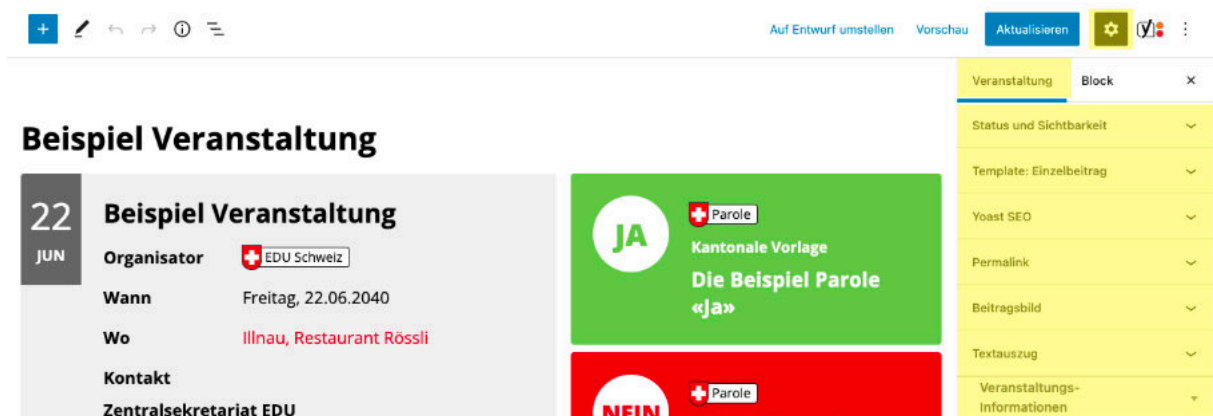 Auf Entwurf umstellen Vorschau Aktualisieren
Veranstaltung Block
Beispiel Veranstaltung
Status und Sichtbarkeit
Template: Einzelbeitrag
Yoast SEO
Permalink
Beitragsbild
Textauszug
Veranstaltungs-
Informationen
22
JUN
Beispiel Veranstaltung
Organisator EDU Schweiz
Wann Freitag, 22.06.2040
Wo Illnau, Restaurant Rössli
Kontakt
Zentralsekretariat EDU
JA
Parole
Kantonale Vorlage
Die Beispiel Parole
«Ja»
NEIN
Parole